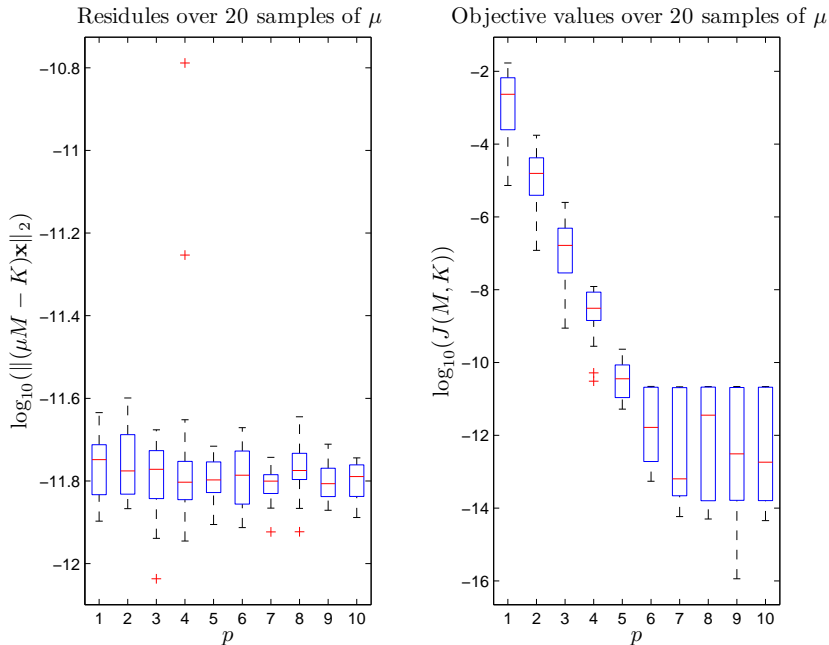 Residules over 20 samples of μ
log₁₀(‖(μM − K)x‖₂)
−10.8
−11
−11.2
−11.4
−11.6
−11.8
−12
1 2 3 4 5 6 7 8 9 10
p
Objective values over 20 samples of μ
log₁₀(J(M, K))
−2
−4
−6
−8
−10
−12
−14
−16
1 2 3 4 5 6 7 8 9 10
p